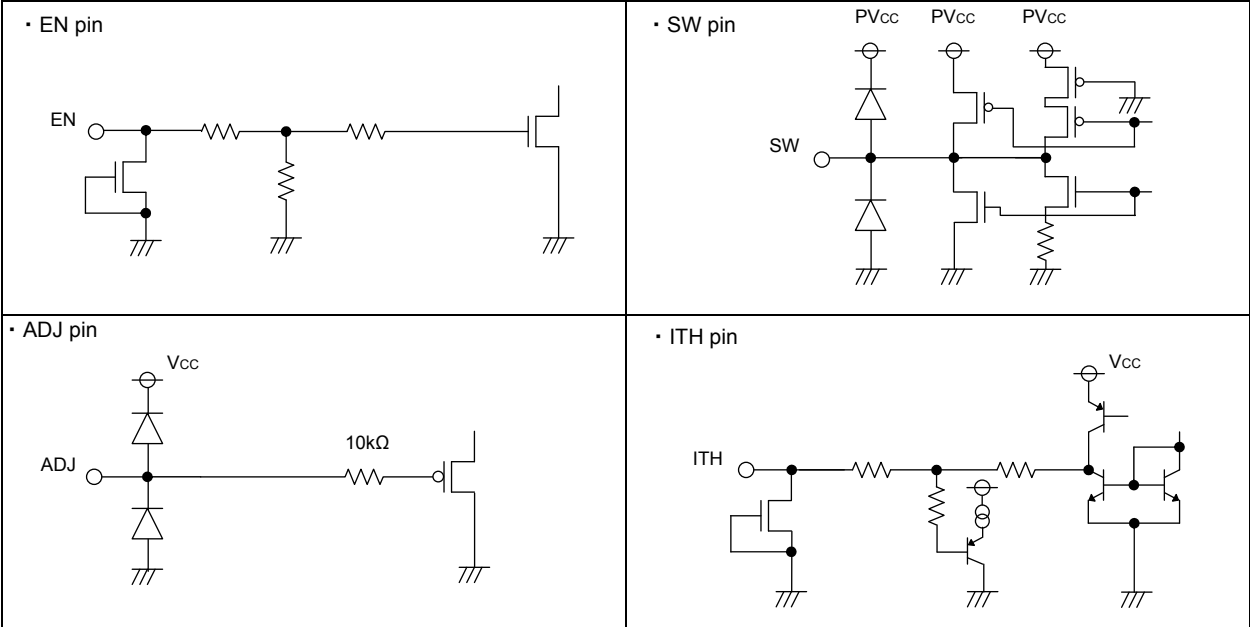 ・EN pin
EN
・SW pin
PVCC PVCC PVCC
SW
・ADJ pin
VCC
ADJ
10kΩ
・ITH pin
VCC
ITH